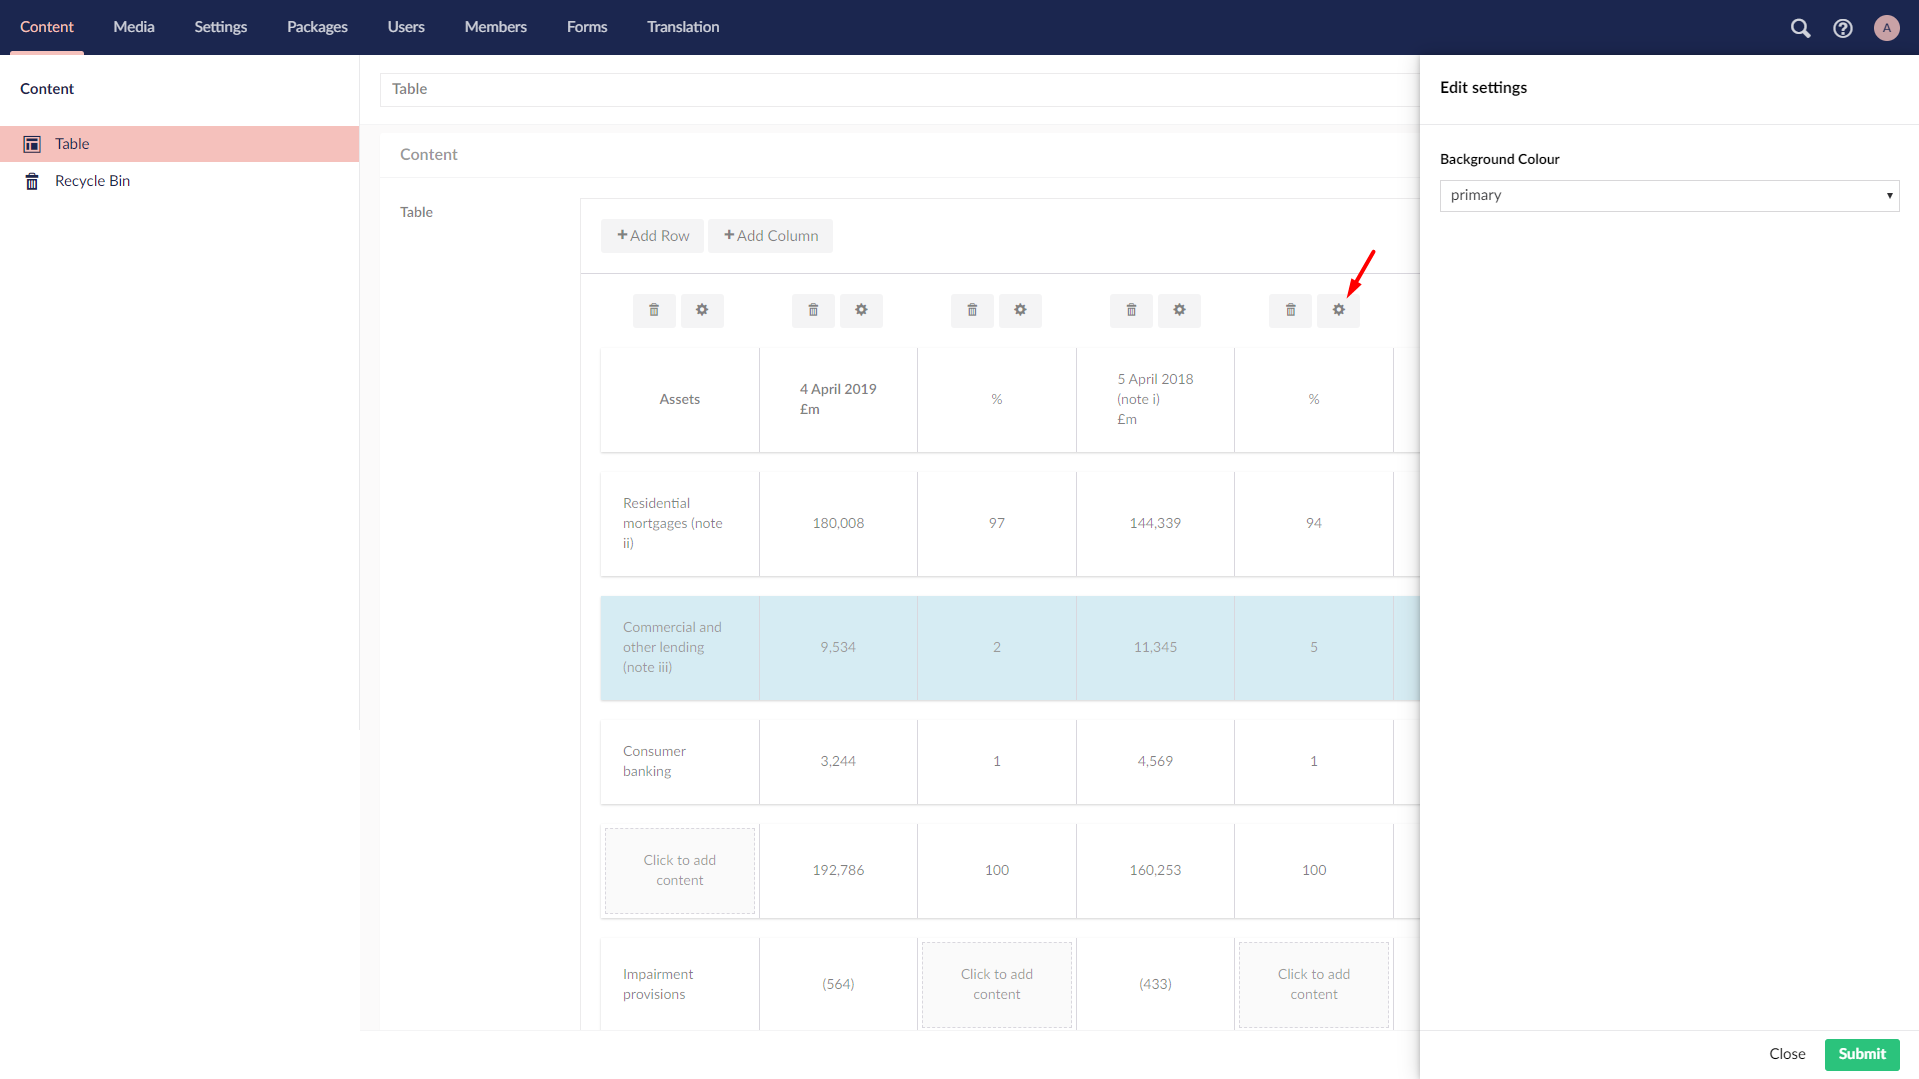 Content Media Settings Packages Users Members Forms Translation A
Content
Table
Recycle Bin
Table
Content
Table
+ Add Row + Add Column
Assets
4 April 2019
£m
%
5 April 2018
(note i)
£m
%
Residential
mortgages (note
ii)
180,008
97
144,339
94
Commercial and
other lending
(note iii)
9,534
2
11,345
5
Consumer
banking
3,244
1
4,569
1
Click to add
content
192,786
100
160,253
100
Impairment
provisions
(564)
Click to add
content
(433)
Click to add
content
Edit settings
Background Colour
primary
Close Submit